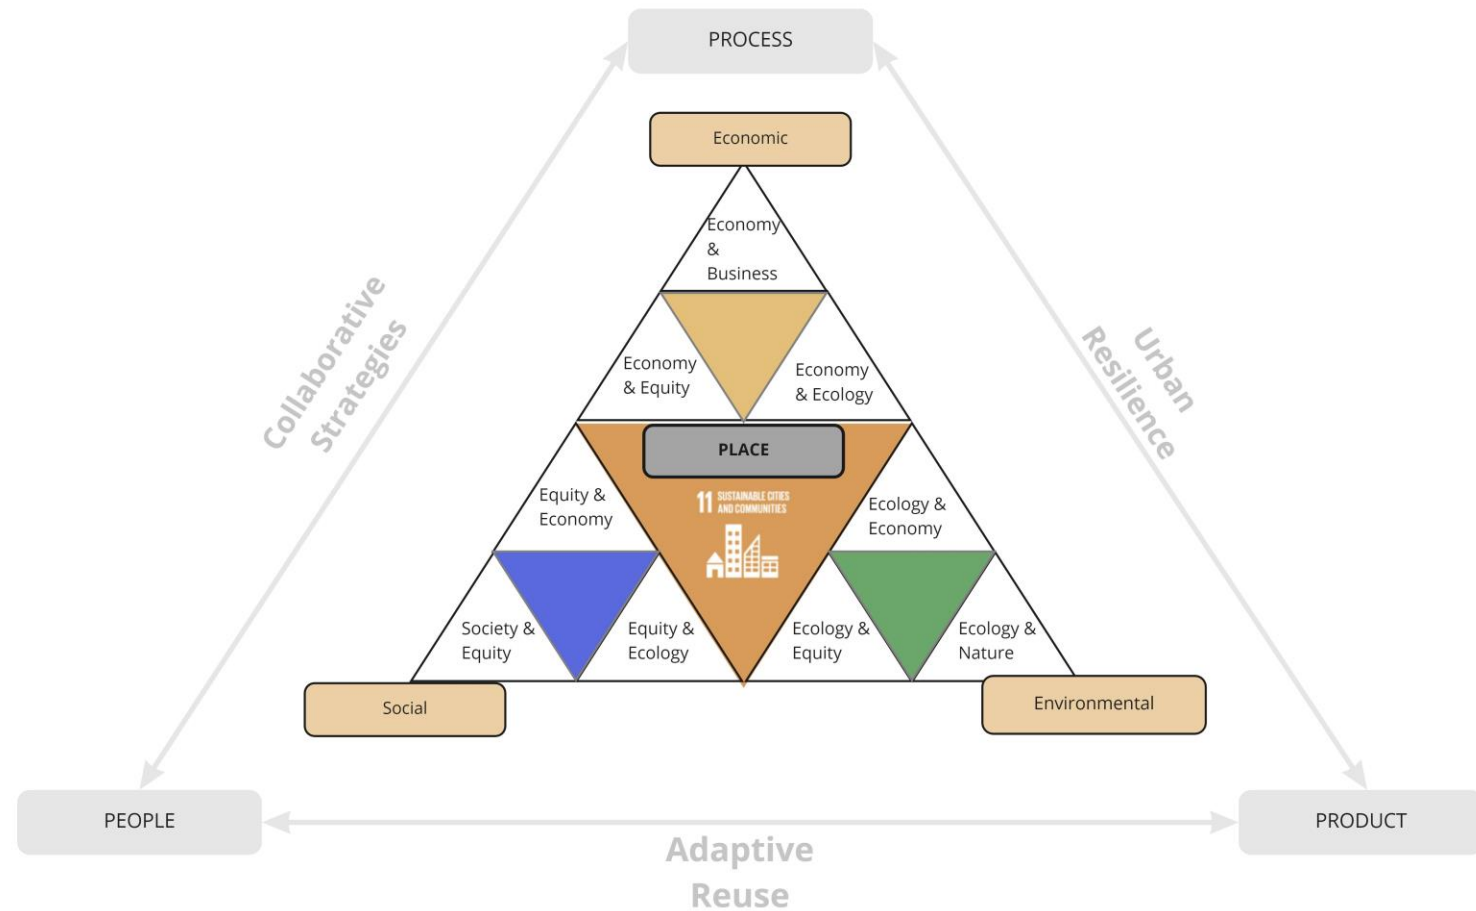 PROCESS
Economic
Economy
&
Business
Collaborative
Strategies
Urban
Resilience
Economy
& Equity
Economy
& Ecology
PLACE
11 SUSTAINABLE CITIES
AND COMMUNITIES
Equity &
Economy
Ecology &
Economy
Society &
Equity
Equity &
Ecology
Ecology &
Equity
Ecology &
Nature
Social
Environmental
PEOPLE
PRODUCT
Adaptive
Reuse